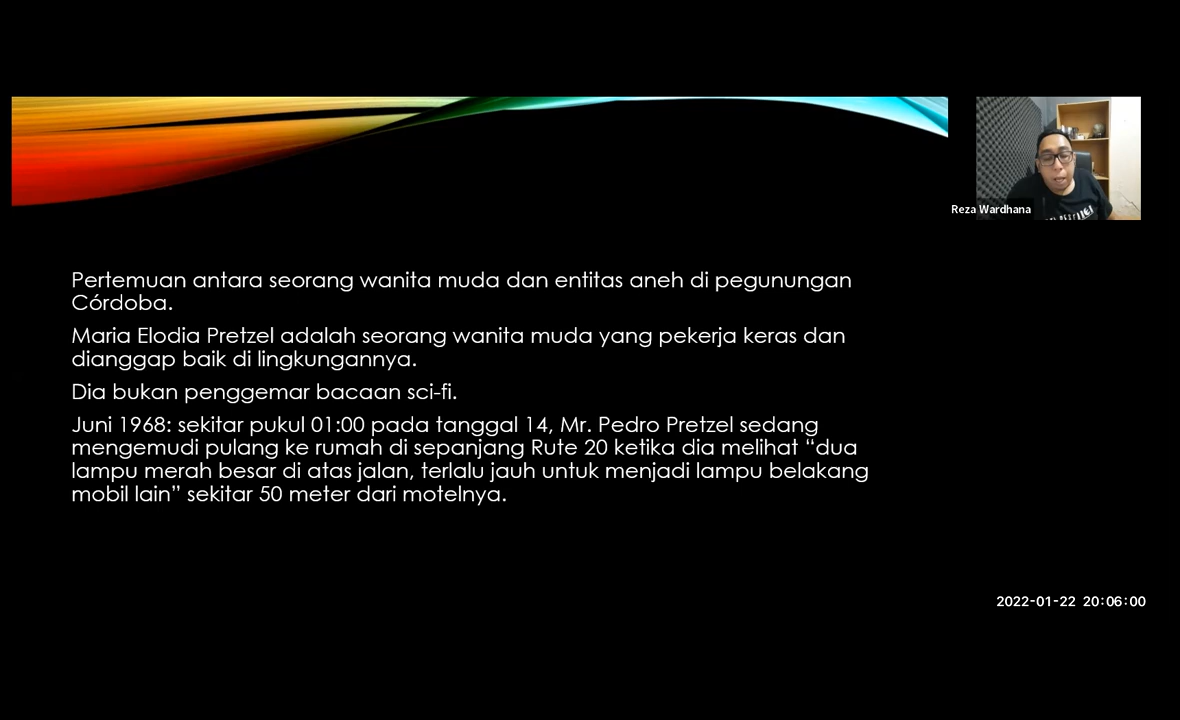 Reza Wardhana
Pertemuan antara seorang wanita muda dan entitas aneh di pegunungan
Córdoba.
Maria Elodia Pretzel adalah seorang wanita muda yang pekerja keras dan
dianggap baik di lingkungannya.
Dia bukan penggemar bacaan sci-fi.
Juni 1968: sekitar pukul 01:00 pada tanggal 14, Mr. Pedro Pretzel sedang
mengemudi pulang ke rumah di sepanjang Rute 20 ketika dia melihat “dua
lampu merah besar di atas jalan, terlalu jauh untuk menjadi lampu belakang
mobil lain” sekitar 50 meter dari motelnya.
2022-01-22 20:06:00